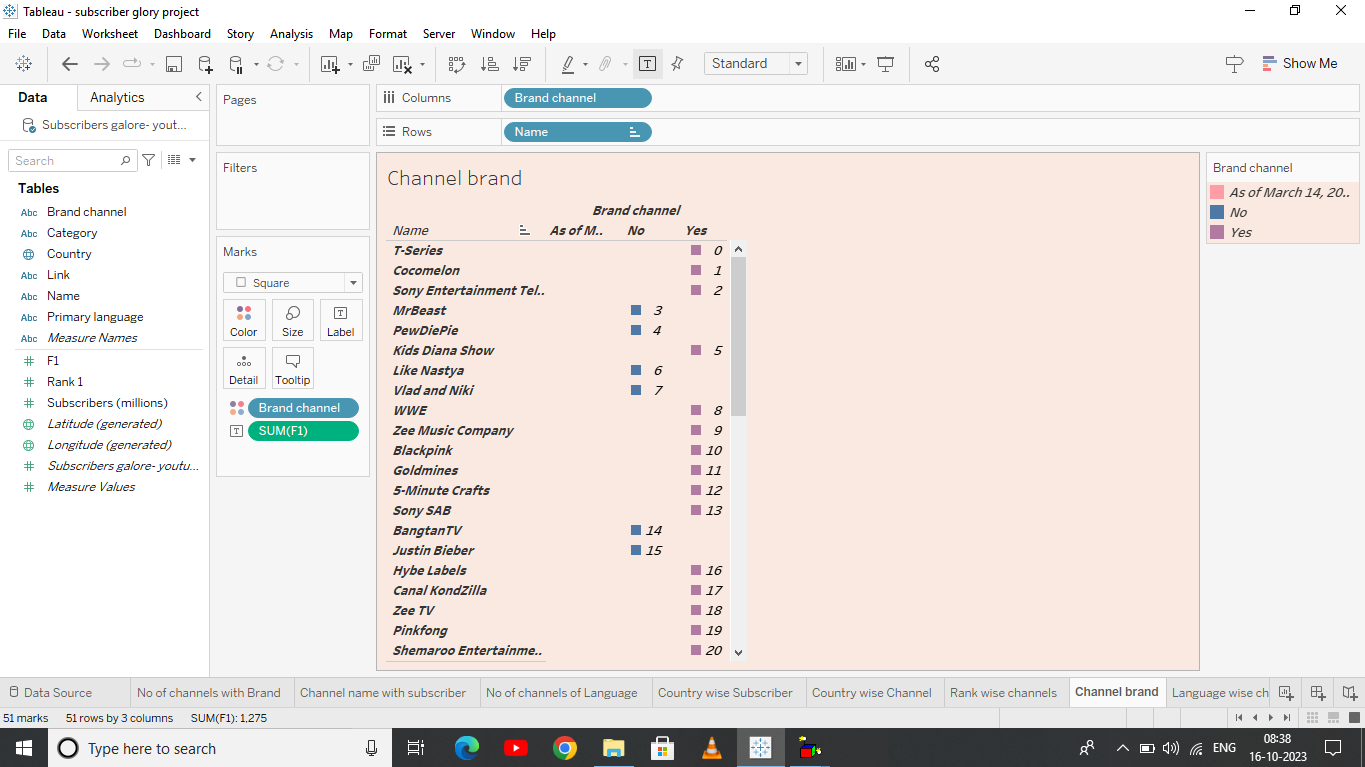 Tableau - subscriber glory project
File Data Worksheet Dashboard Story Analysis Map Format Server Window Help
Standard
Show Me
Data Analytics
Subscribers galore- yout...
Search
Tables
Abc Brand channel
Abc Category
Country
Abc Link
Abc Name
Abc Primary language
Abc Measure Names
# F1
# Rank 1
# Subscribers (millions)
Latitude (generated)
Longitude (generated)
# Subscribers galore- youtu...
# Measure Values
Pages
Filters
Marks
Square
Color Size Label
Detail Tooltip
Brand channel
SUM(F1)
Columns Brand channel
Rows Name
Channel brand
Brand channel
Name As of M.. No Yes
T-Series 0
Cocomelon 1
Sony Entertainment Tel.. 2
MrBeast 3
PewDiePie 4
Kids Diana Show 5
Like Nastya 6
Vlad and Niki 7
WWE 8
Zee Music Company 9
Blackpink 10
Goldmines 11
5-Minute Crafts 12
Sony SAB 13
BangtanTV 14
Justin Bieber 15
Hybe Labels 16
Canal KondZilla 17
Zee TV 18
Pinkfong 19
Shemaroo Entertainme.. 20
Brand channel
As of March 14, 20..
No
Yes
Data Source No of channels with Brand Channel name with subscriber No of channels of Language Country wise Subscriber Country wise Channel Rank wise channels Channel brand Language wise ch
51 marks 51 rows by 3 columns SUM(F1): 1,275
Type here to search
ENG
08:38
16-10-2023